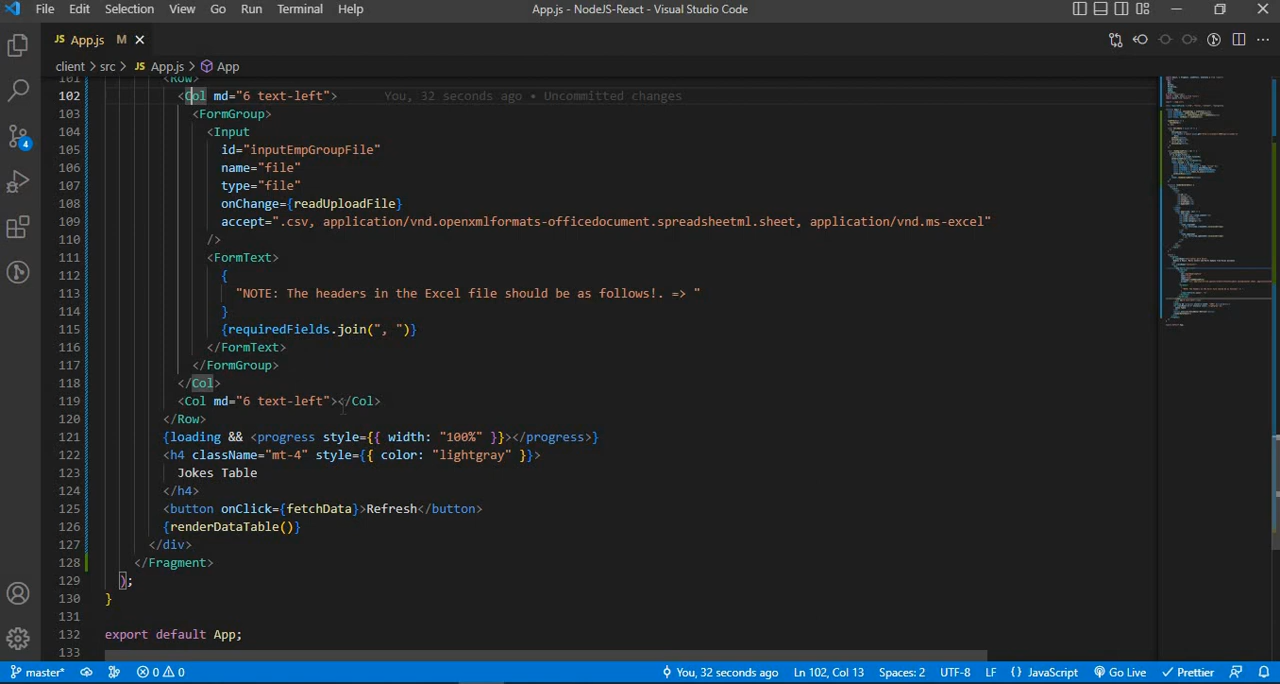 File Edit Selection View Go Run Terminal Help App.js - NodeJS-React - Visual Studio Code
JS App.js M
client > src > JS App.js > App
101 <Row>
102 <Col md="6 text-left"> You, 32 seconds ago • Uncommitted changes
103 <FormGroup>
104 <Input
105 id="inputEmpGroupFile"
106 name="file"
107 type="file"
108 onChange={readUploadFile}
109 accept=".csv, application/vnd.openxmlformats-officedocument.spreadsheetml.sheet, application/vnd.ms-excel"
110 />
111 <FormText>
112 {
113 "NOTE: The headers in the Excel file should be as follows!. => "
114 }
115 {requiredFields.join(", ")}
116 </FormText>
117 </FormGroup>
118 </Col>
119 <Col md="6 text-left"></Col>
120 </Row>
121 {loading && <progress style={{ width: "100%" }}></progress>}
122 <h4 className="mt-4" style={{ color: "lightgray" }}>
123 Jokes Table
124 </h4>
125 <button onClick={fetchData}>Refresh</button>
126 {renderDataTable()}
127 </div>
128 </Fragment>
129 );
130 }
131
132 export default App;
133
4
master* 0 0 You, 32 seconds ago Ln 102, Col 13 Spaces: 2 UTF-8 LF {} JavaScript Go Live Prettier